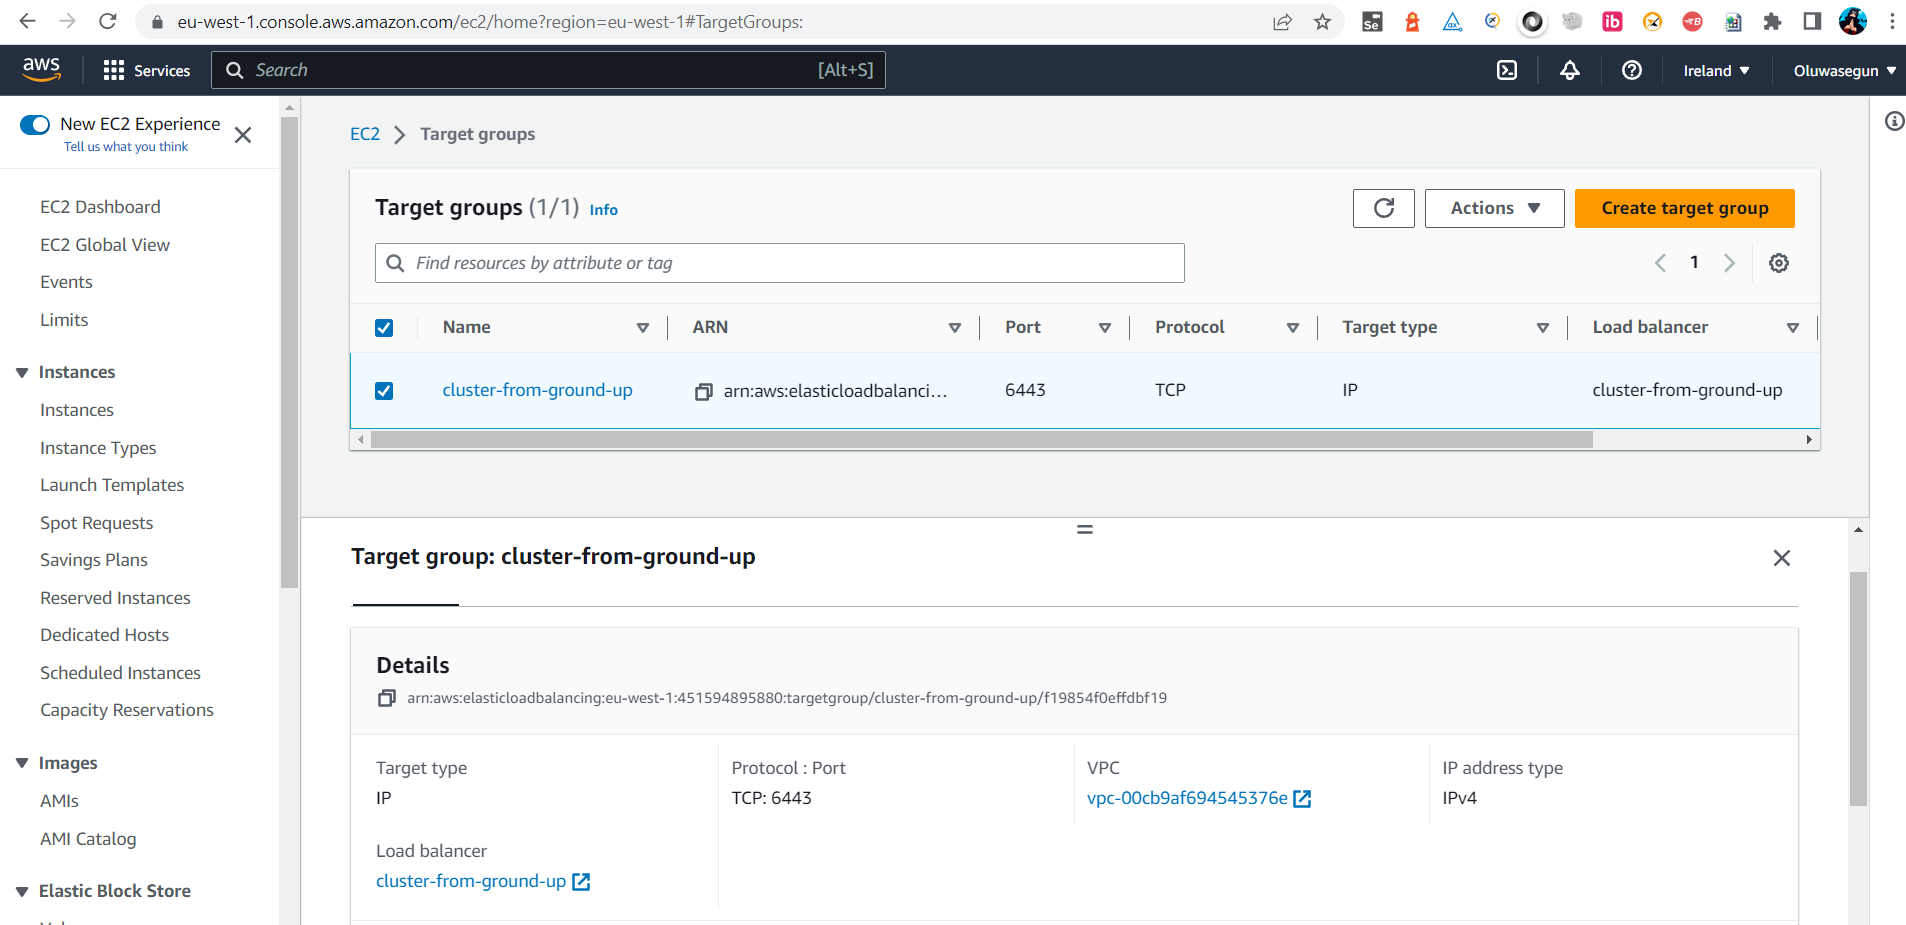 eu-west-1.console.aws.amazon.com/ec2/home?region=eu-west-1#TargetGroups:
aws
Services
Search
[Alt+S]
Ireland
Oluwasegun
New EC2 Experience
Tell us what you think
EC2 Dashboard
EC2 Global View
Events
Limits
Instances
Instances
Instance Types
Launch Templates
Spot Requests
Savings Plans
Reserved Instances
Dedicated Hosts
Scheduled Instances
Capacity Reservations
Images
AMIs
AMI Catalog
Elastic Block Store
EC2 Target groups
Target groups (1/1) Info
Actions
Create target group
Find resources by attribute or tag
1
Name ARN Port Protocol Target type Load balancer
cluster-from-ground-up arn:aws:elasticloadbalanci... 6443 TCP IP cluster-from-ground-up
Target group: cluster-from-ground-up
Details
arn:aws:elasticloadbalancing:eu-west-1:451594895880:targetgroup/cluster-from-ground-up/f19854f0effdbf19
Target type
IP
Protocol : Port
TCP: 6443
VPC
vpc-00cb9af694545376e
IP address type
IPv4
Load balancer
cluster-from-ground-up